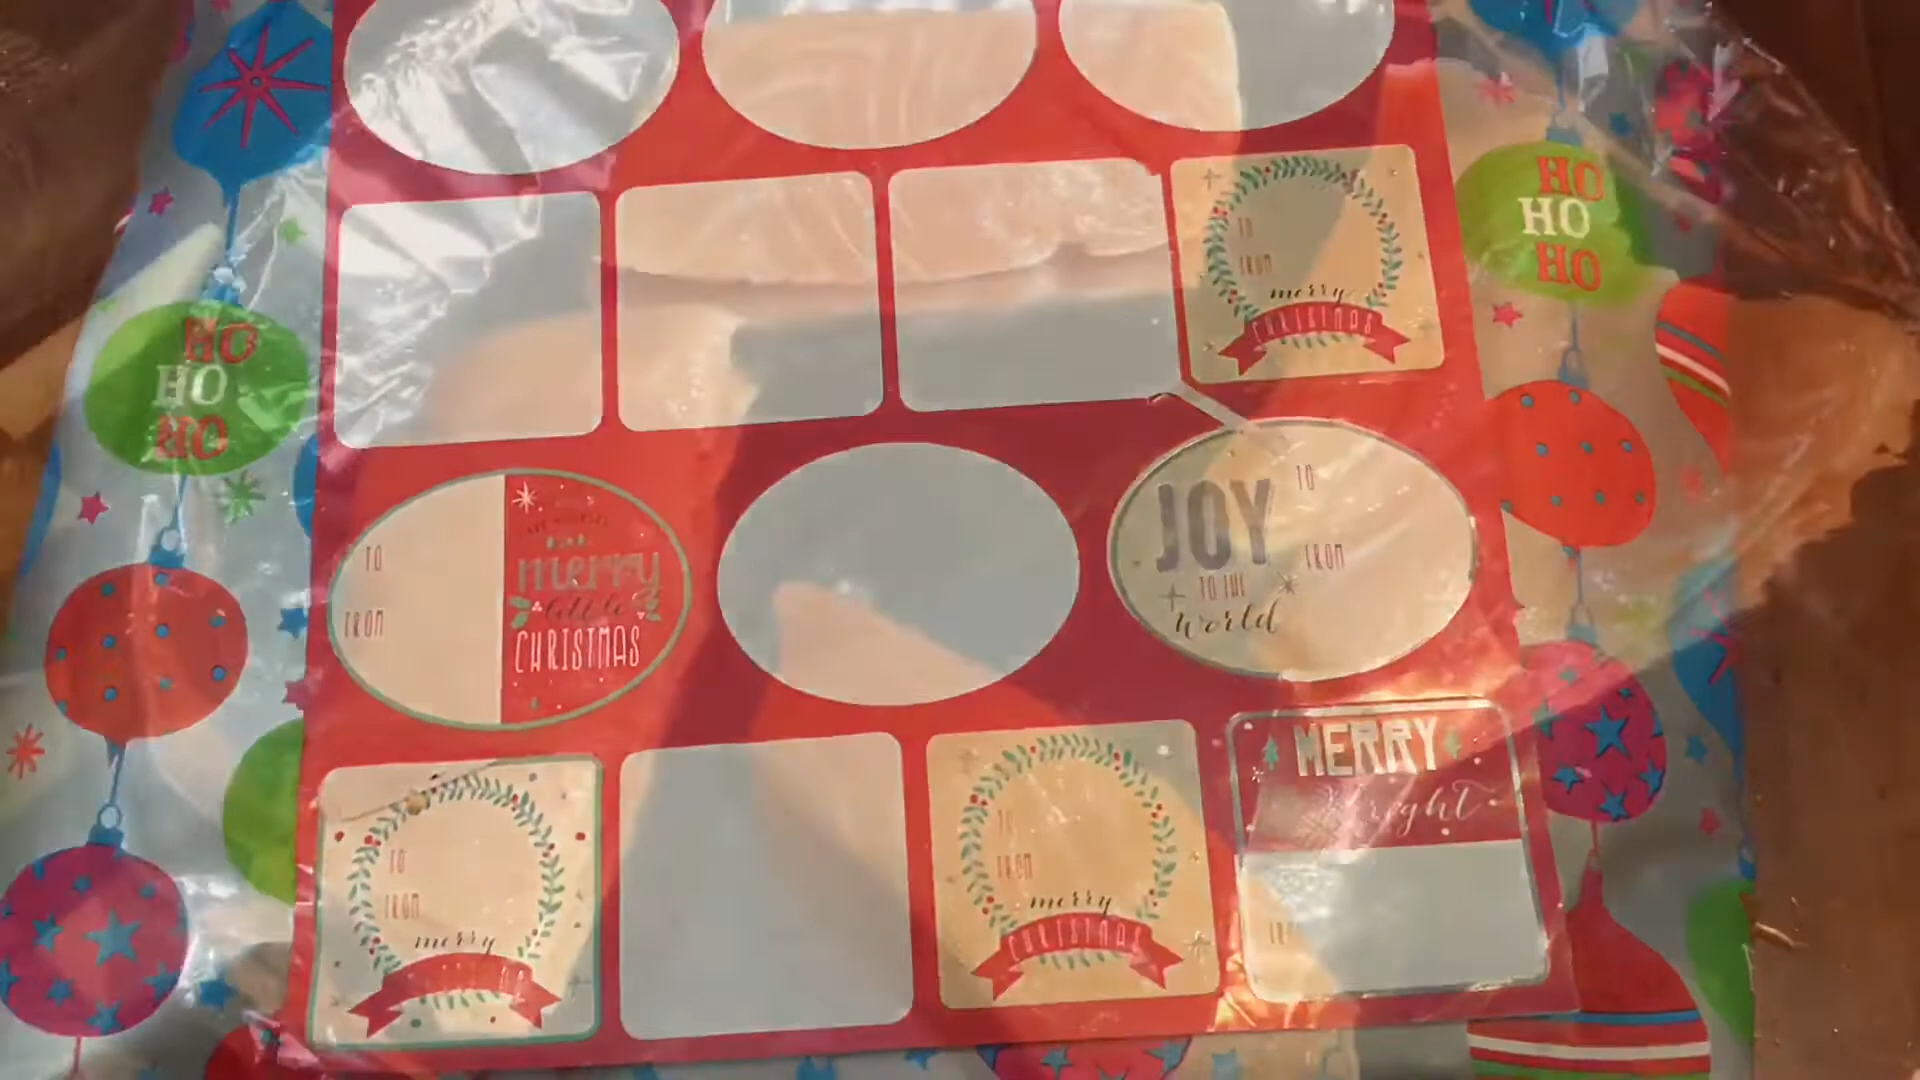 HO
HO
HO
HO
HO
HO
TO
FROM
merry
CHRISTMAS
TO
FROM
merry
little
CHRISTMAS
JOY
TO THE
World
TO
FROM
TO
FROM
merry
TO
FROM
merry
CHRISTMAS
MERRY
Bright